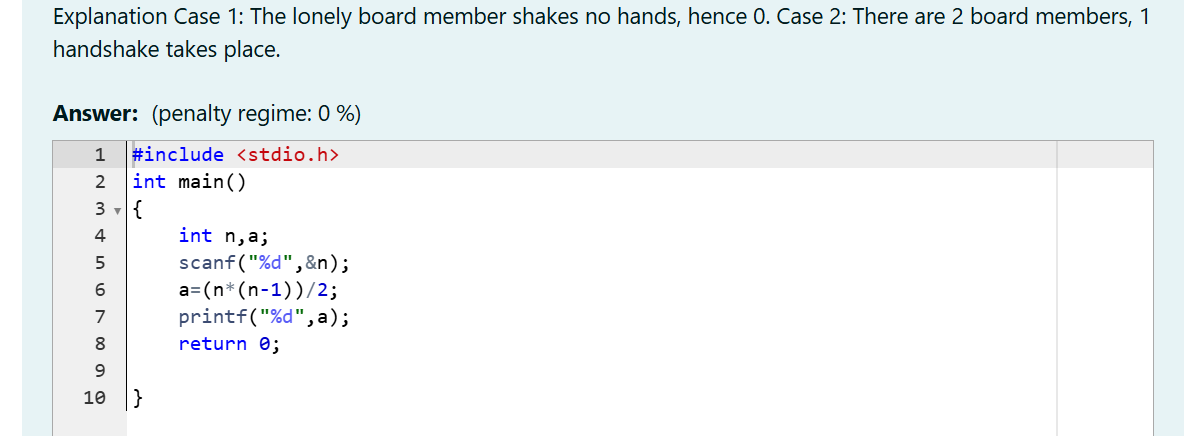 Explanation Case 1: The lonely board member shakes no hands, hence 0. Case 2: There are 2 board members, 1
handshake takes place.
Answer: (penalty regime: 0 %)
1 #include <stdio.h>
2 int main()
3 {
4     int n,a;
5     scanf("%d",&n);
6     a=(n*(n-1))/2;
7     printf("%d",a);
8     return 0;
9
10 }